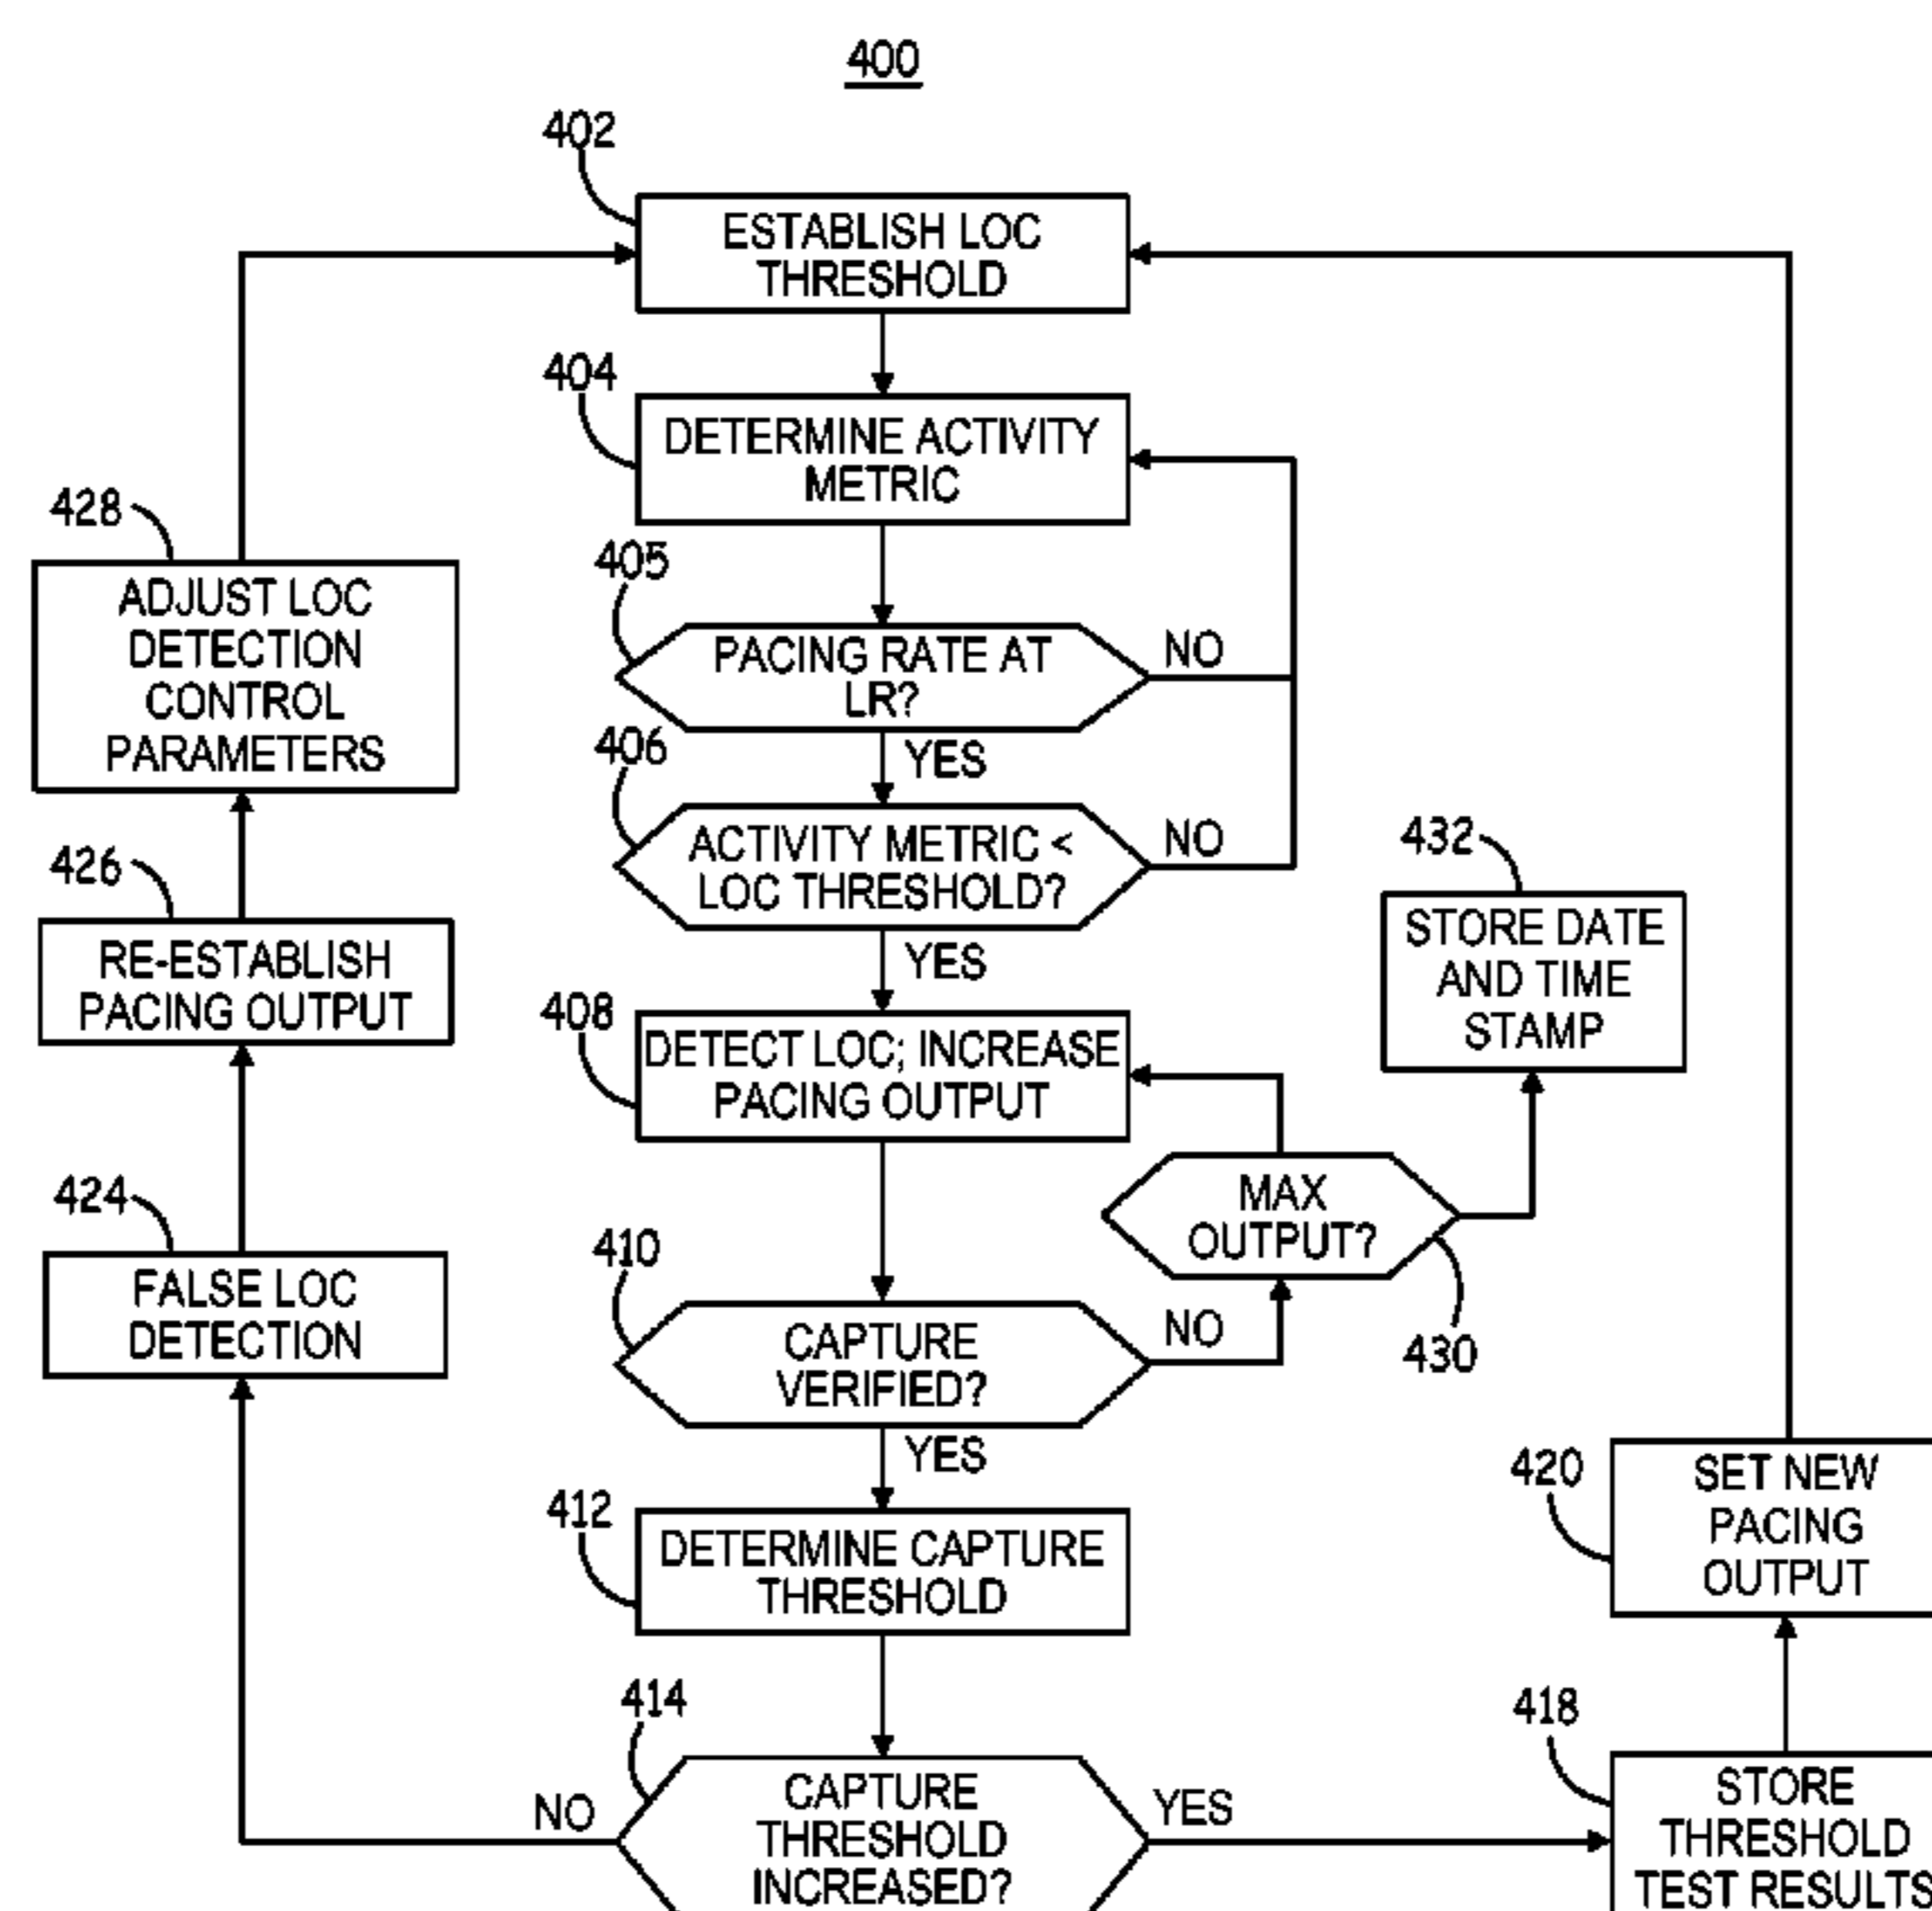 400
402
ESTABLISH LOC
THRESHOLD
404
DETERMINE ACTIVITY
METRIC
405
PACING RATE AT
LR?
NO
YES
406
ACTIVITY METRIC <
LOC THRESHOLD?
NO
YES
408
DETECT LOC; INCREASE
PACING OUTPUT
410
CAPTURE
VERIFIED?
NO
YES
MAX
OUTPUT?
430
432
STORE DATE
AND TIME
STAMP
412
DETERMINE CAPTURE
THRESHOLD
414
CAPTURE
THRESHOLD
INCREASED?
NO
YES
418
STORE
THRESHOLD
TEST RESULTS
420
SET NEW
PACING
OUTPUT
424
FALSE LOC
DETECTION
426
RE-ESTABLISH
PACING OUTPUT
428
ADJUST LOC
DETECTION
CONTROL
PARAMETERS